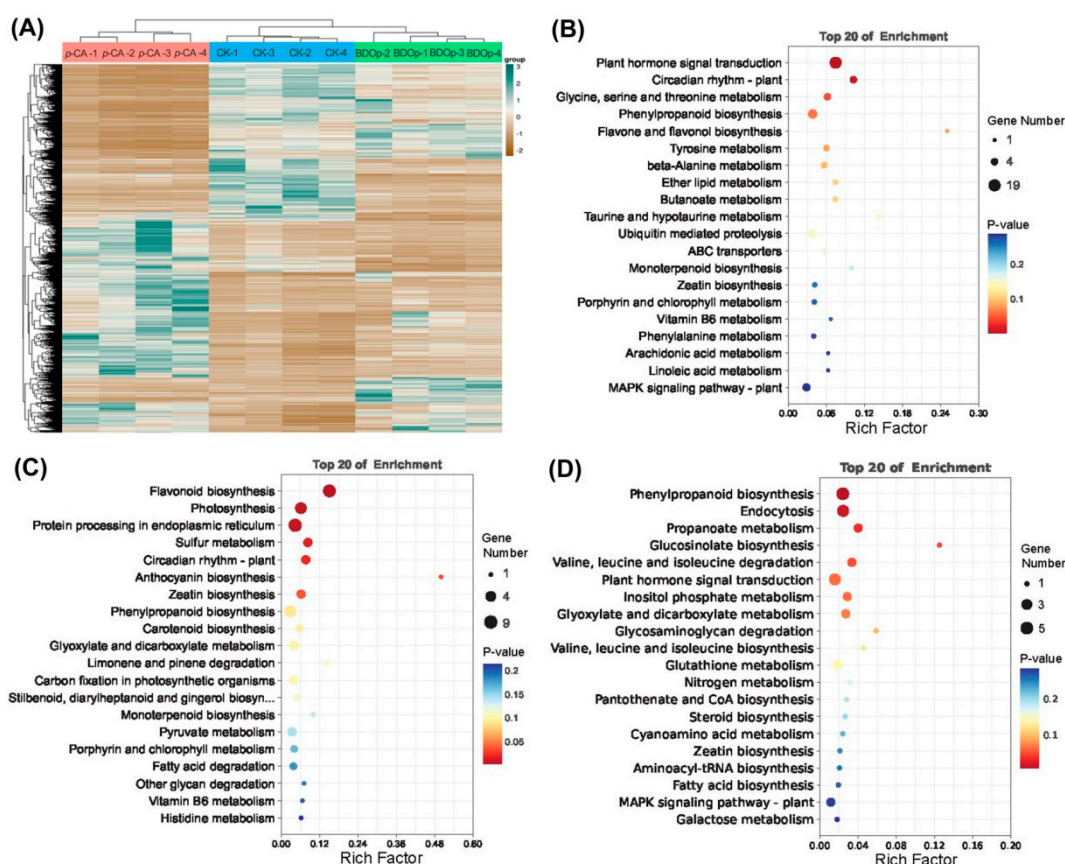 (A)
p-CA -1 p-CA -2 p-CA -3 p-CA -4 CK-1 CK-3 CK-2 CK-4 BDOp-2 BDOp-1 BDOp-3 BDOp-4
group
3
2
1
0
-1
-2
(B)
Top 20 of Enrichment
Plant hormone signal transduction
Circadian rhythm - plant
Glycine, serine and threonine metabolism
Phenylpropanoid biosynthesis
Flavone and flavonol biosynthesis
Tyrosine metabolism
beta-Alanine metabolism
Ether lipid metabolism
Butanoate metabolism
Taurine and hypotaurine metabolism
Ubiquitin mediated proteolysis
ABC transporters
Monoterpenoid biosynthesis
Zeatin biosynthesis
Porphyrin and chlorophyll metabolism
Vitamin B6 metabolism
Phenylalanine metabolism
Arachidonic acid metabolism
Linoleic acid metabolism
MAPK signaling pathway - plant
0.00 0.06 0.12 0.18 0.24 0.30
Rich Factor
Gene Number
1
4
19
P-value
0.2
0.1
(C)
Top 20 of Enrichment
Flavonoid biosynthesis
Photosynthesis
Protein processing in endoplasmic reticulum
Sulfur metabolism
Circadian rhythm - plant
Anthocyanin biosynthesis
Zeatin biosynthesis
Phenylpropanoid biosynthesis
Carotenoid biosynthesis
Glyoxylate and dicarboxylate metabolism
Limonene and pinene degradation
Carbon fixation in photosynthetic organisms
Stilbenoid, diarylheptanoid and gingerol biosyn...
Monoterpenoid biosynthesis
Pyruvate metabolism
Porphyrin and chlorophyll metabolism
Fatty acid degradation
Other glycan degradation
Vitamin B6 metabolism
Histidine metabolism
0.00 0.12 0.24 0.36 0.48 0.60
Rich Factor
Gene
Number
1
4
9
P-value
0.2
0.15
0.1
0.05
(D)
Top 20 of Enrichment
Phenylpropanoid biosynthesis
Endocytosis
Propanoate metabolism
Glucosinolate biosynthesis
Valine, leucine and isoleucine degradation
Plant hormone signal transduction
Inositol phosphate metabolism
Glyoxylate and dicarboxylate metabolism
Glycosaminoglycan degradation
Valine, leucine and isoleucine biosynthesis
Glutathione metabolism
Nitrogen metabolism
Pantothenate and CoA biosynthesis
Steroid biosynthesis
Cyanoamino acid metabolism
Zeatin biosynthesis
Aminoacyl-tRNA biosynthesis
Fatty acid biosynthesis
MAPK signaling pathway - plant
Galactose metabolism
0.00 0.04 0.08 0.12 0.16 0.20
Rich Factor
Gene
Number
1
3
5
P-value
0.2
0.1